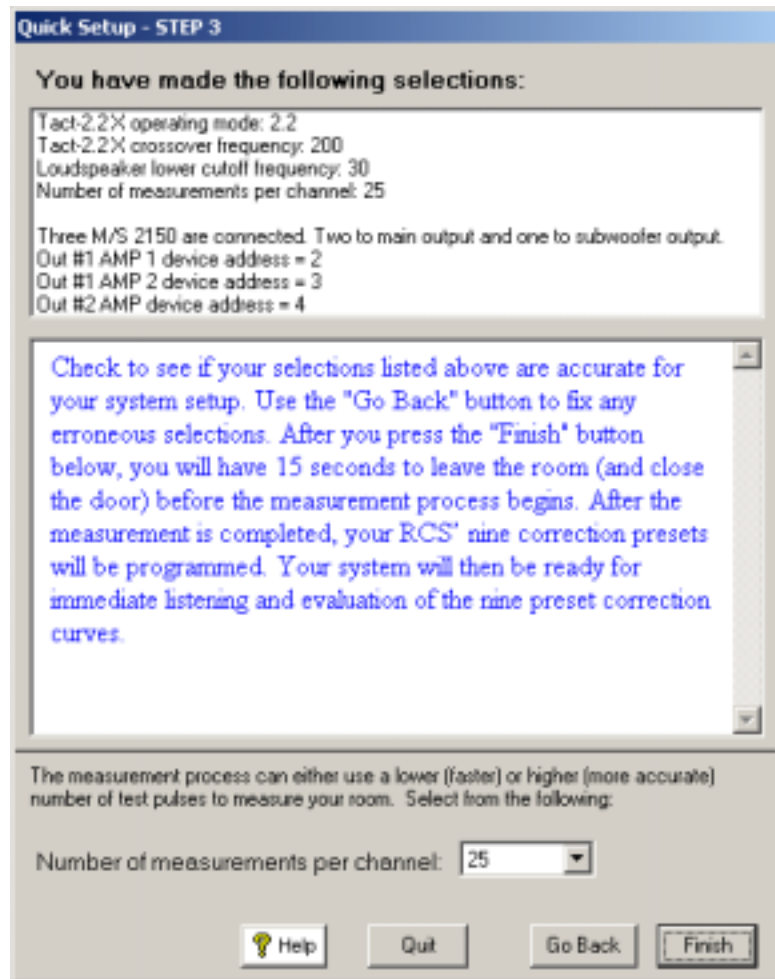 Quick Setup - STEP 3
You have made the following selections:
Tact-2.2X operating mode: 2.2
Tact-2.2X crossover frequency: 200
Loudspeaker lower cutoff frequency: 30
Number of measurements per channel: 25
Three M/S 2150 are connected. Two to main output and one to subwoofer output.
Out #1 AMP 1 device address = 2
Out #1 AMP 2 device address = 3
Out #2 AMP device address = 4
Check to see if your selections listed above are accurate for
your system setup. Use the "Go Back" button to fix any
erroneous selections. After you press the "Finish" button
below, you will have 15 seconds to leave the room (and close
the door) before the measurement process begins. After the
measurement is completed, your RCS' nine correction presets
will be programmed. Your system will then be ready for
immediate listening and evaluation of the nine preset correction
curves.
The measurement process can either use a lower (faster) or higher (more accurate)
number of test pulses to measure your room. Select from the following:
Number of measurements per channel: 25
Help Quit Go Back Finish